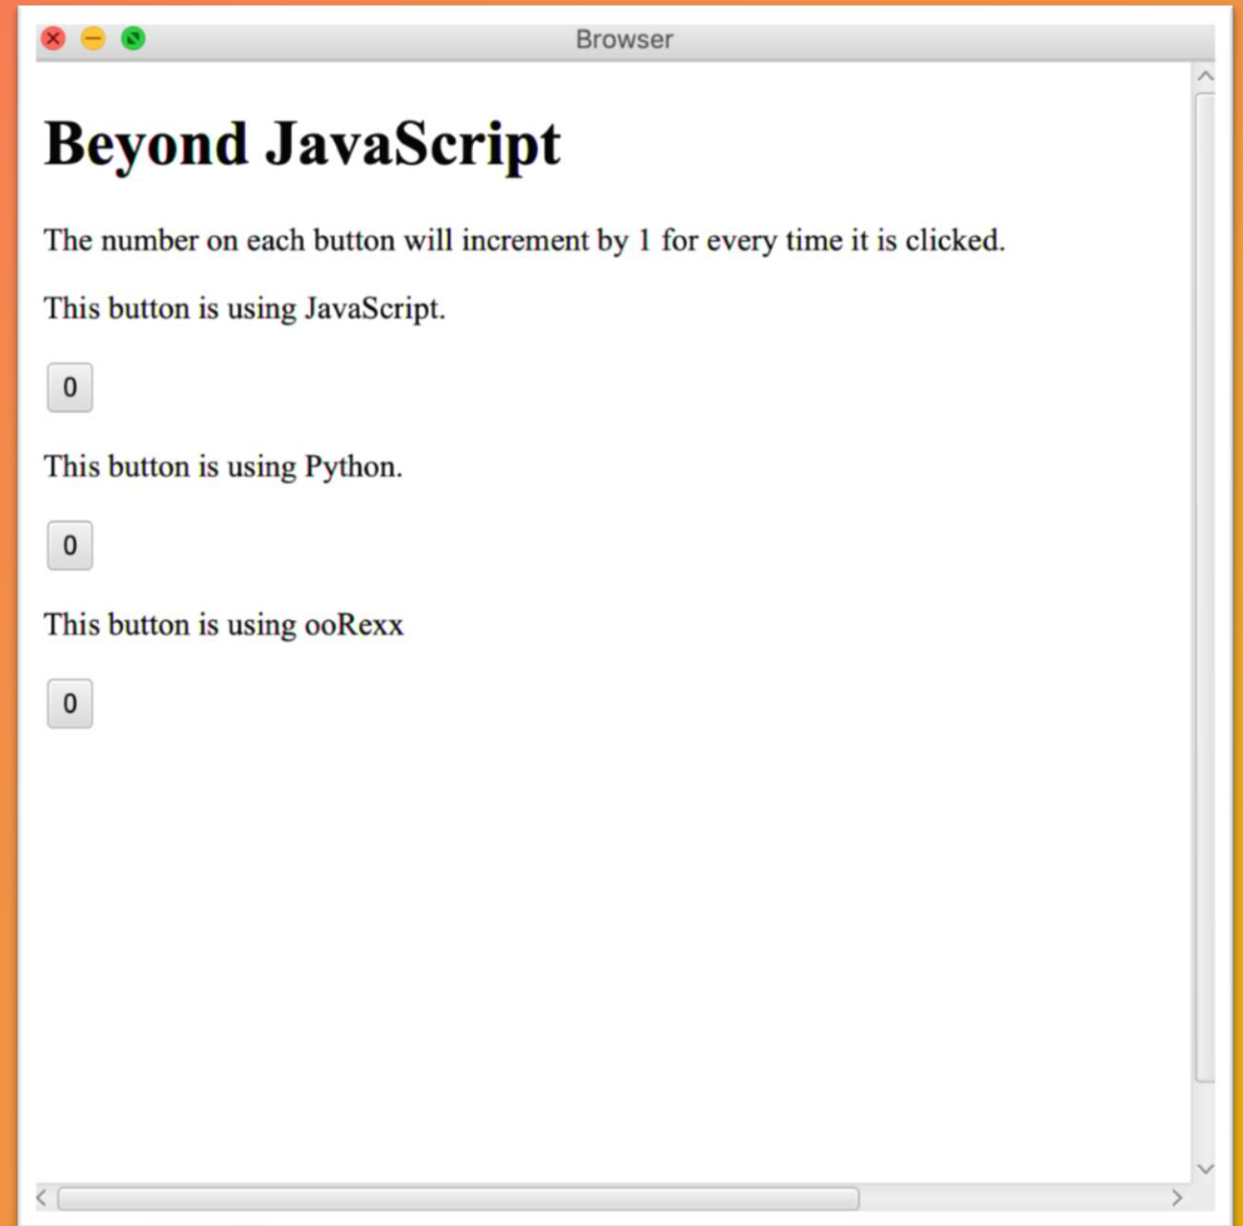 Browser
Beyond JavaScript
The number on each button will increment by 1 for every time it is clicked.
This button is using JavaScript.
0
This button is using Python.
0
This button is using ooRexx
0